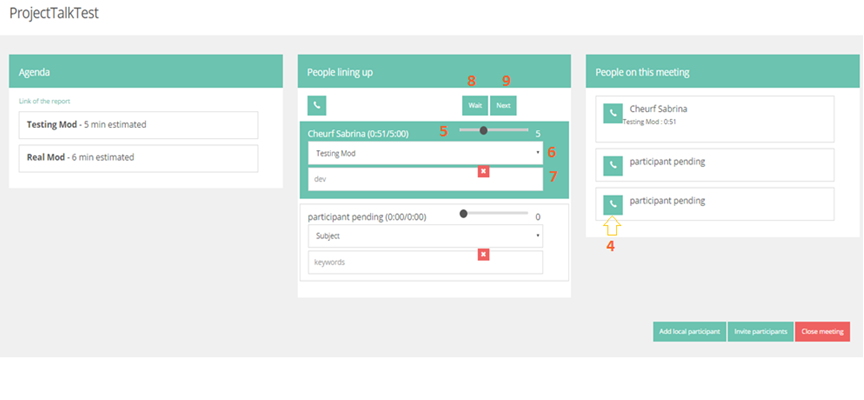 ProjectTalkTest
Agenda
Link of the report
Testing Mod - 5 min estimated
Real Mod - 6 min estimated
People lining up
8 9
Wait Next
Cheurf Sabrina (0:51/5:00) 5 5
Testing Mod 6
dev 7
participant pending (0:00/0:00) 0
Subject
keywords
People on this meeting
Cheurf Sabrina
Testing Mod : 0:51
participant pending
participant pending
4
Add local participant Invite participants Close meeting